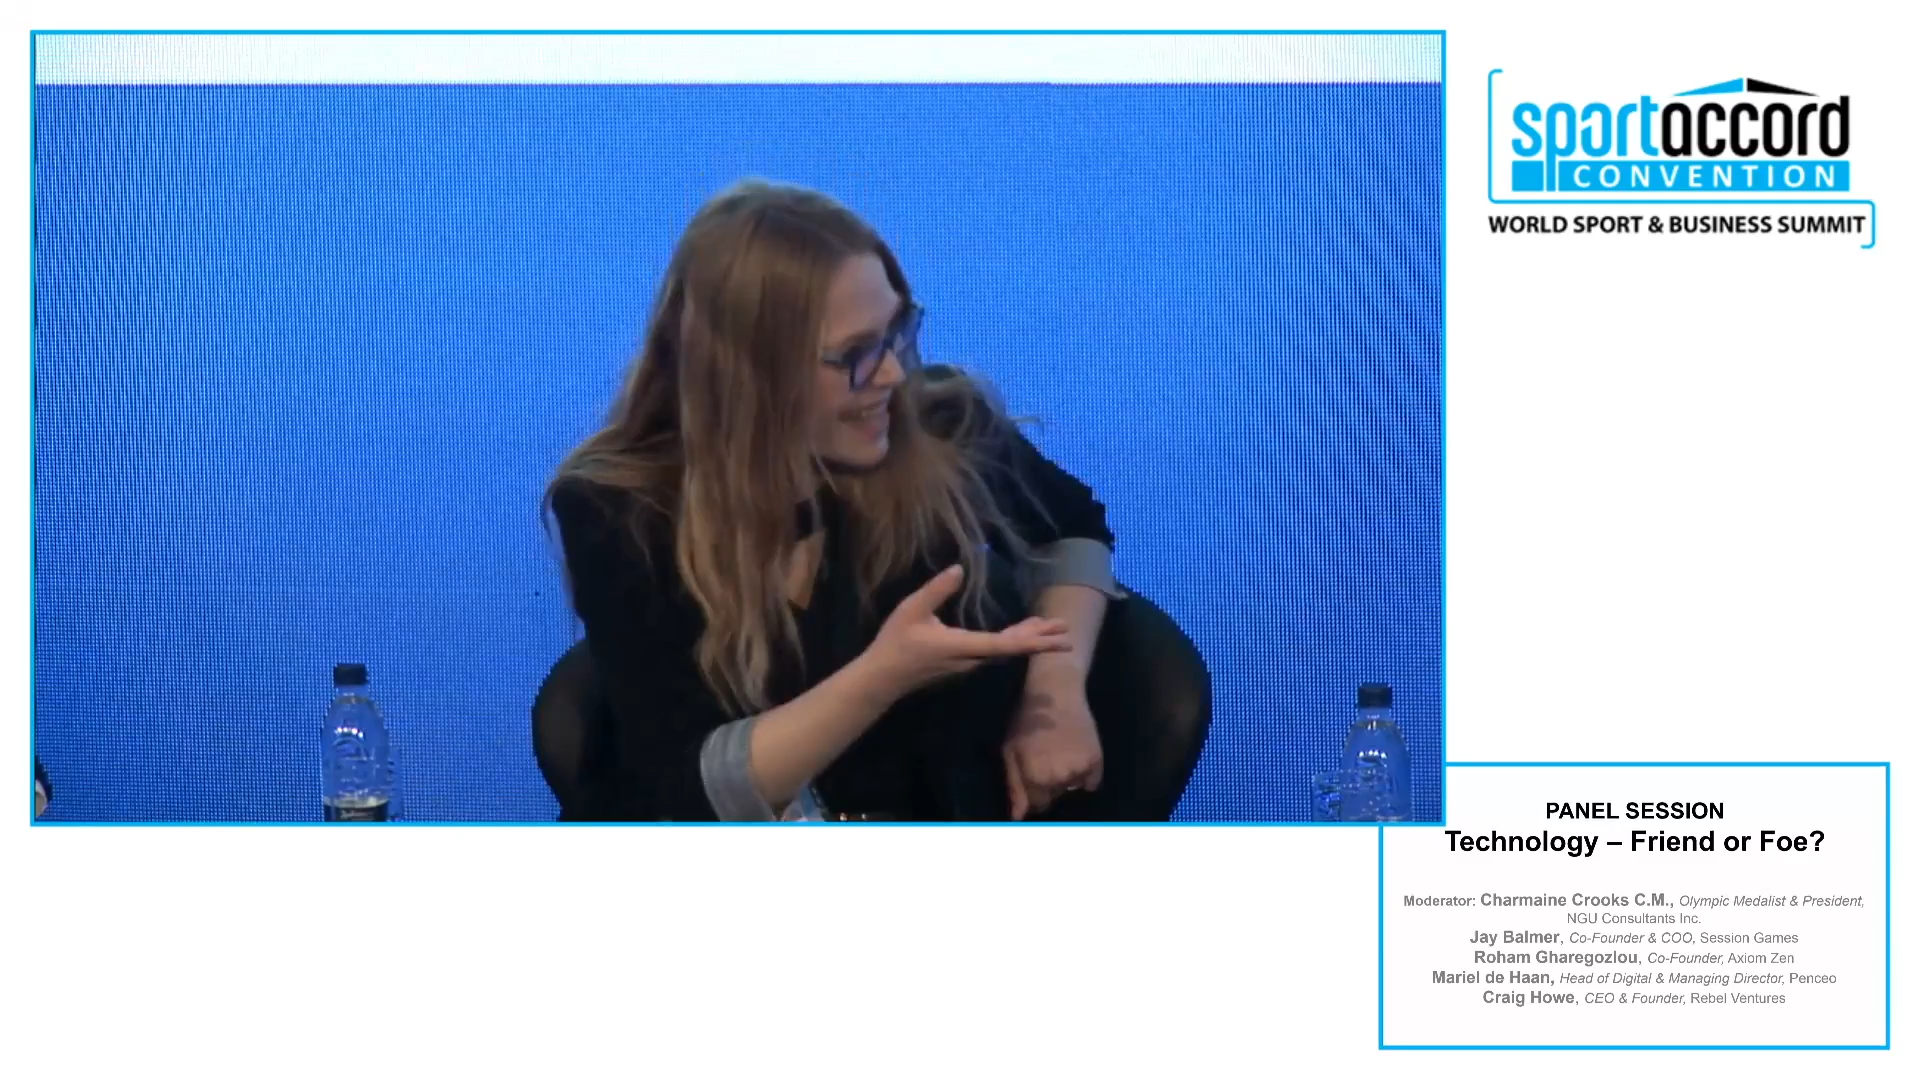 sportaccord
CONVENTION
WORLD SPORT & BUSINESS SUMMIT
PANEL SESSION
Technology – Friend or Foe?
Moderator: Charmaine Crooks C.M., Olympic Medalist & President,
NGU Consultants Inc.
Jay Balmer, Co-Founder & COO, Session Games
Roham Gharegozlou, Co-Founder, Axiom Zen
Mariel de Haan, Head of Digital & Managing Director, Penceo
Craig Howe, CEO & Founder, Rebel Ventures